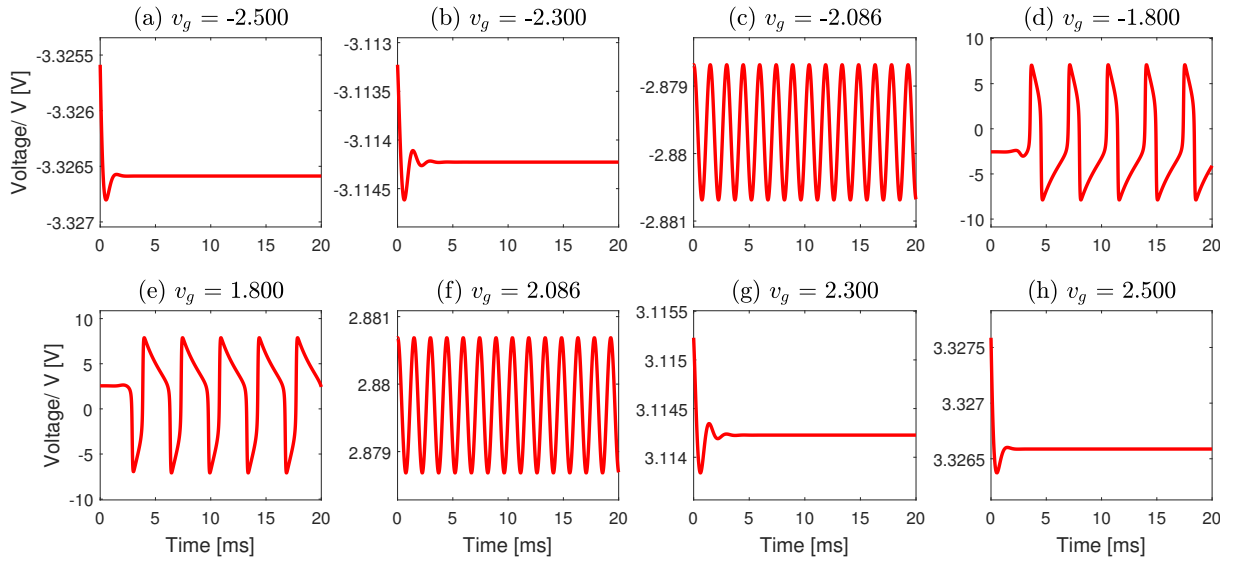 (a) v_g = -2.500
(b) v_g = -2.300
(c) v_g = -2.086
(d) v_g = -1.800
Voltage/ V [V]
-3.3255
-3.326
-3.3265
-3.327
0 5 10 15 20
-3.113
-3.1135
-3.114
-3.1145
0 5 10 15 20
-2.879
-2.88
-2.881
0 5 10 15 20
10
5
0
-5
-10
0 5 10 15 20
(e) v_g = 1.800
(f) v_g = 2.086
(g) v_g = 2.300
(h) v_g = 2.500
Voltage/ V [V]
10
5
0
-5
-10
0 5 10 15 20
Time [ms]
2.881
2.88
2.879
0 5 10 15 20
Time [ms]
3.1155
3.115
3.1145
3.114
0 5 10 15 20
Time [ms]
3.3275
3.327
3.3265
0 5 10 15 20
Time [ms]